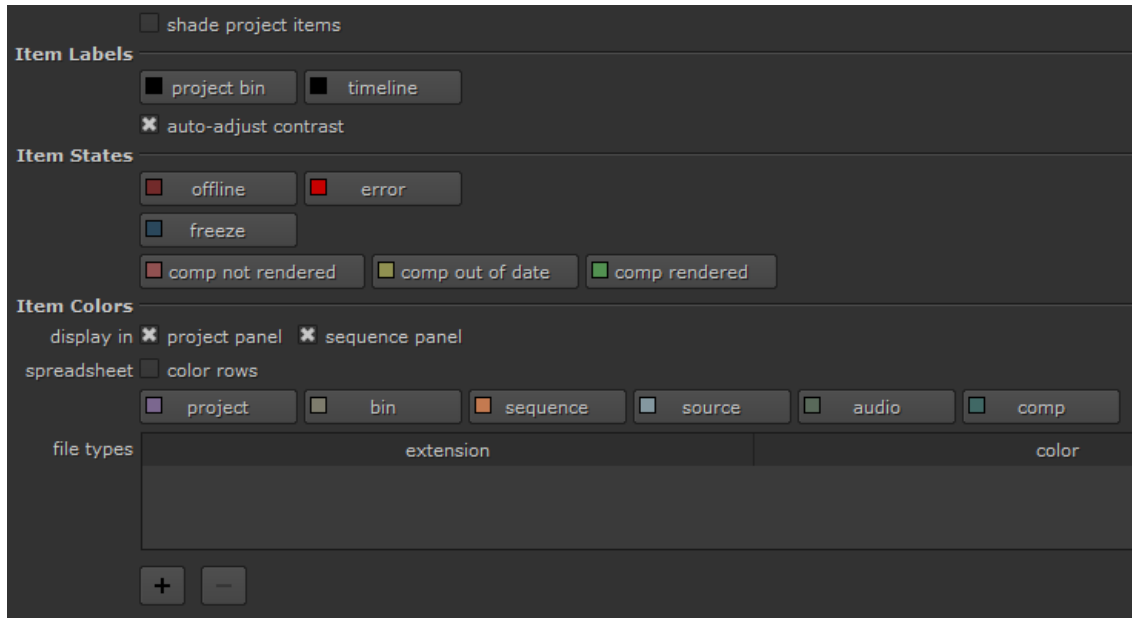 shade project items
Item Labels
project bin timeline
auto-adjust contrast
Item States
offline error
freeze
comp not rendered comp out of date comp rendered
Item Colors
display in project panel sequence panel
spreadsheet color rows
project bin sequence source audio comp
file types extension color
+ −